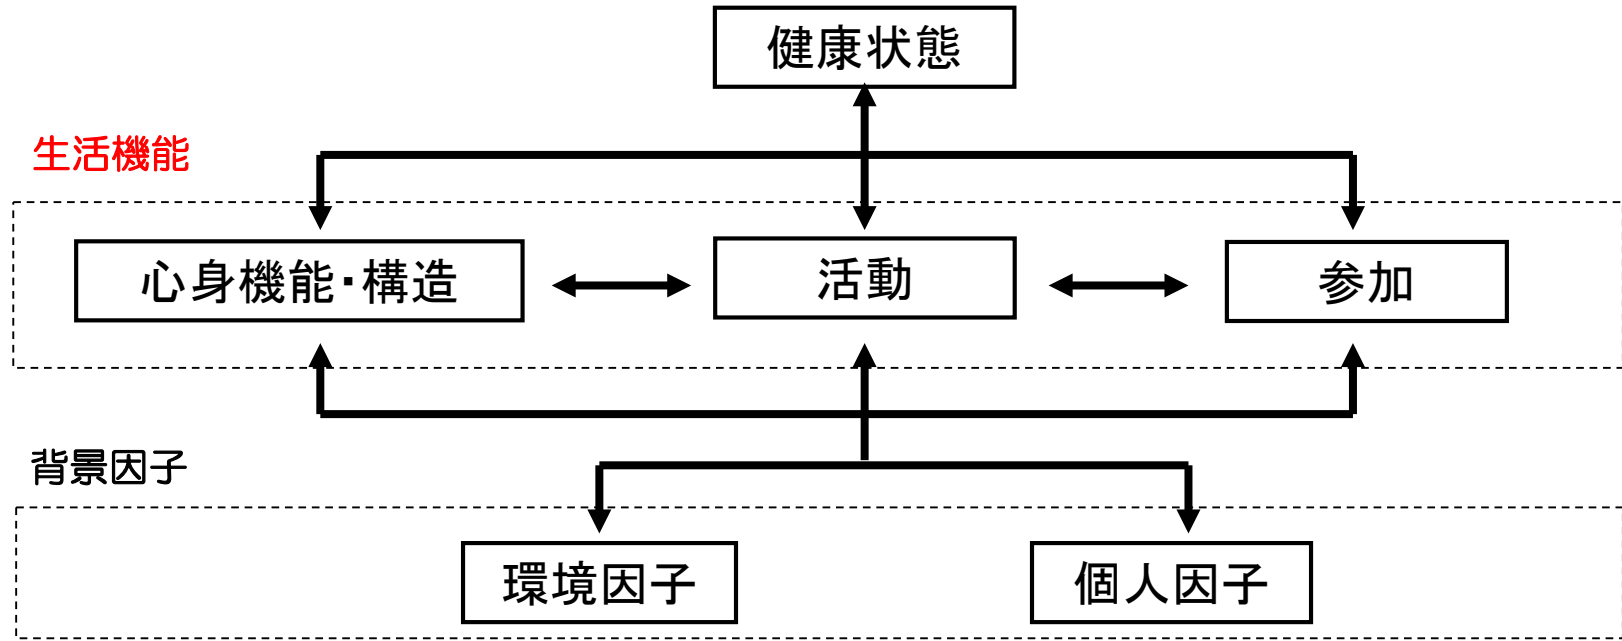 健康状態
生活機能
心身機能・構造
活動
参加
背景因子
環境因子
個人因子